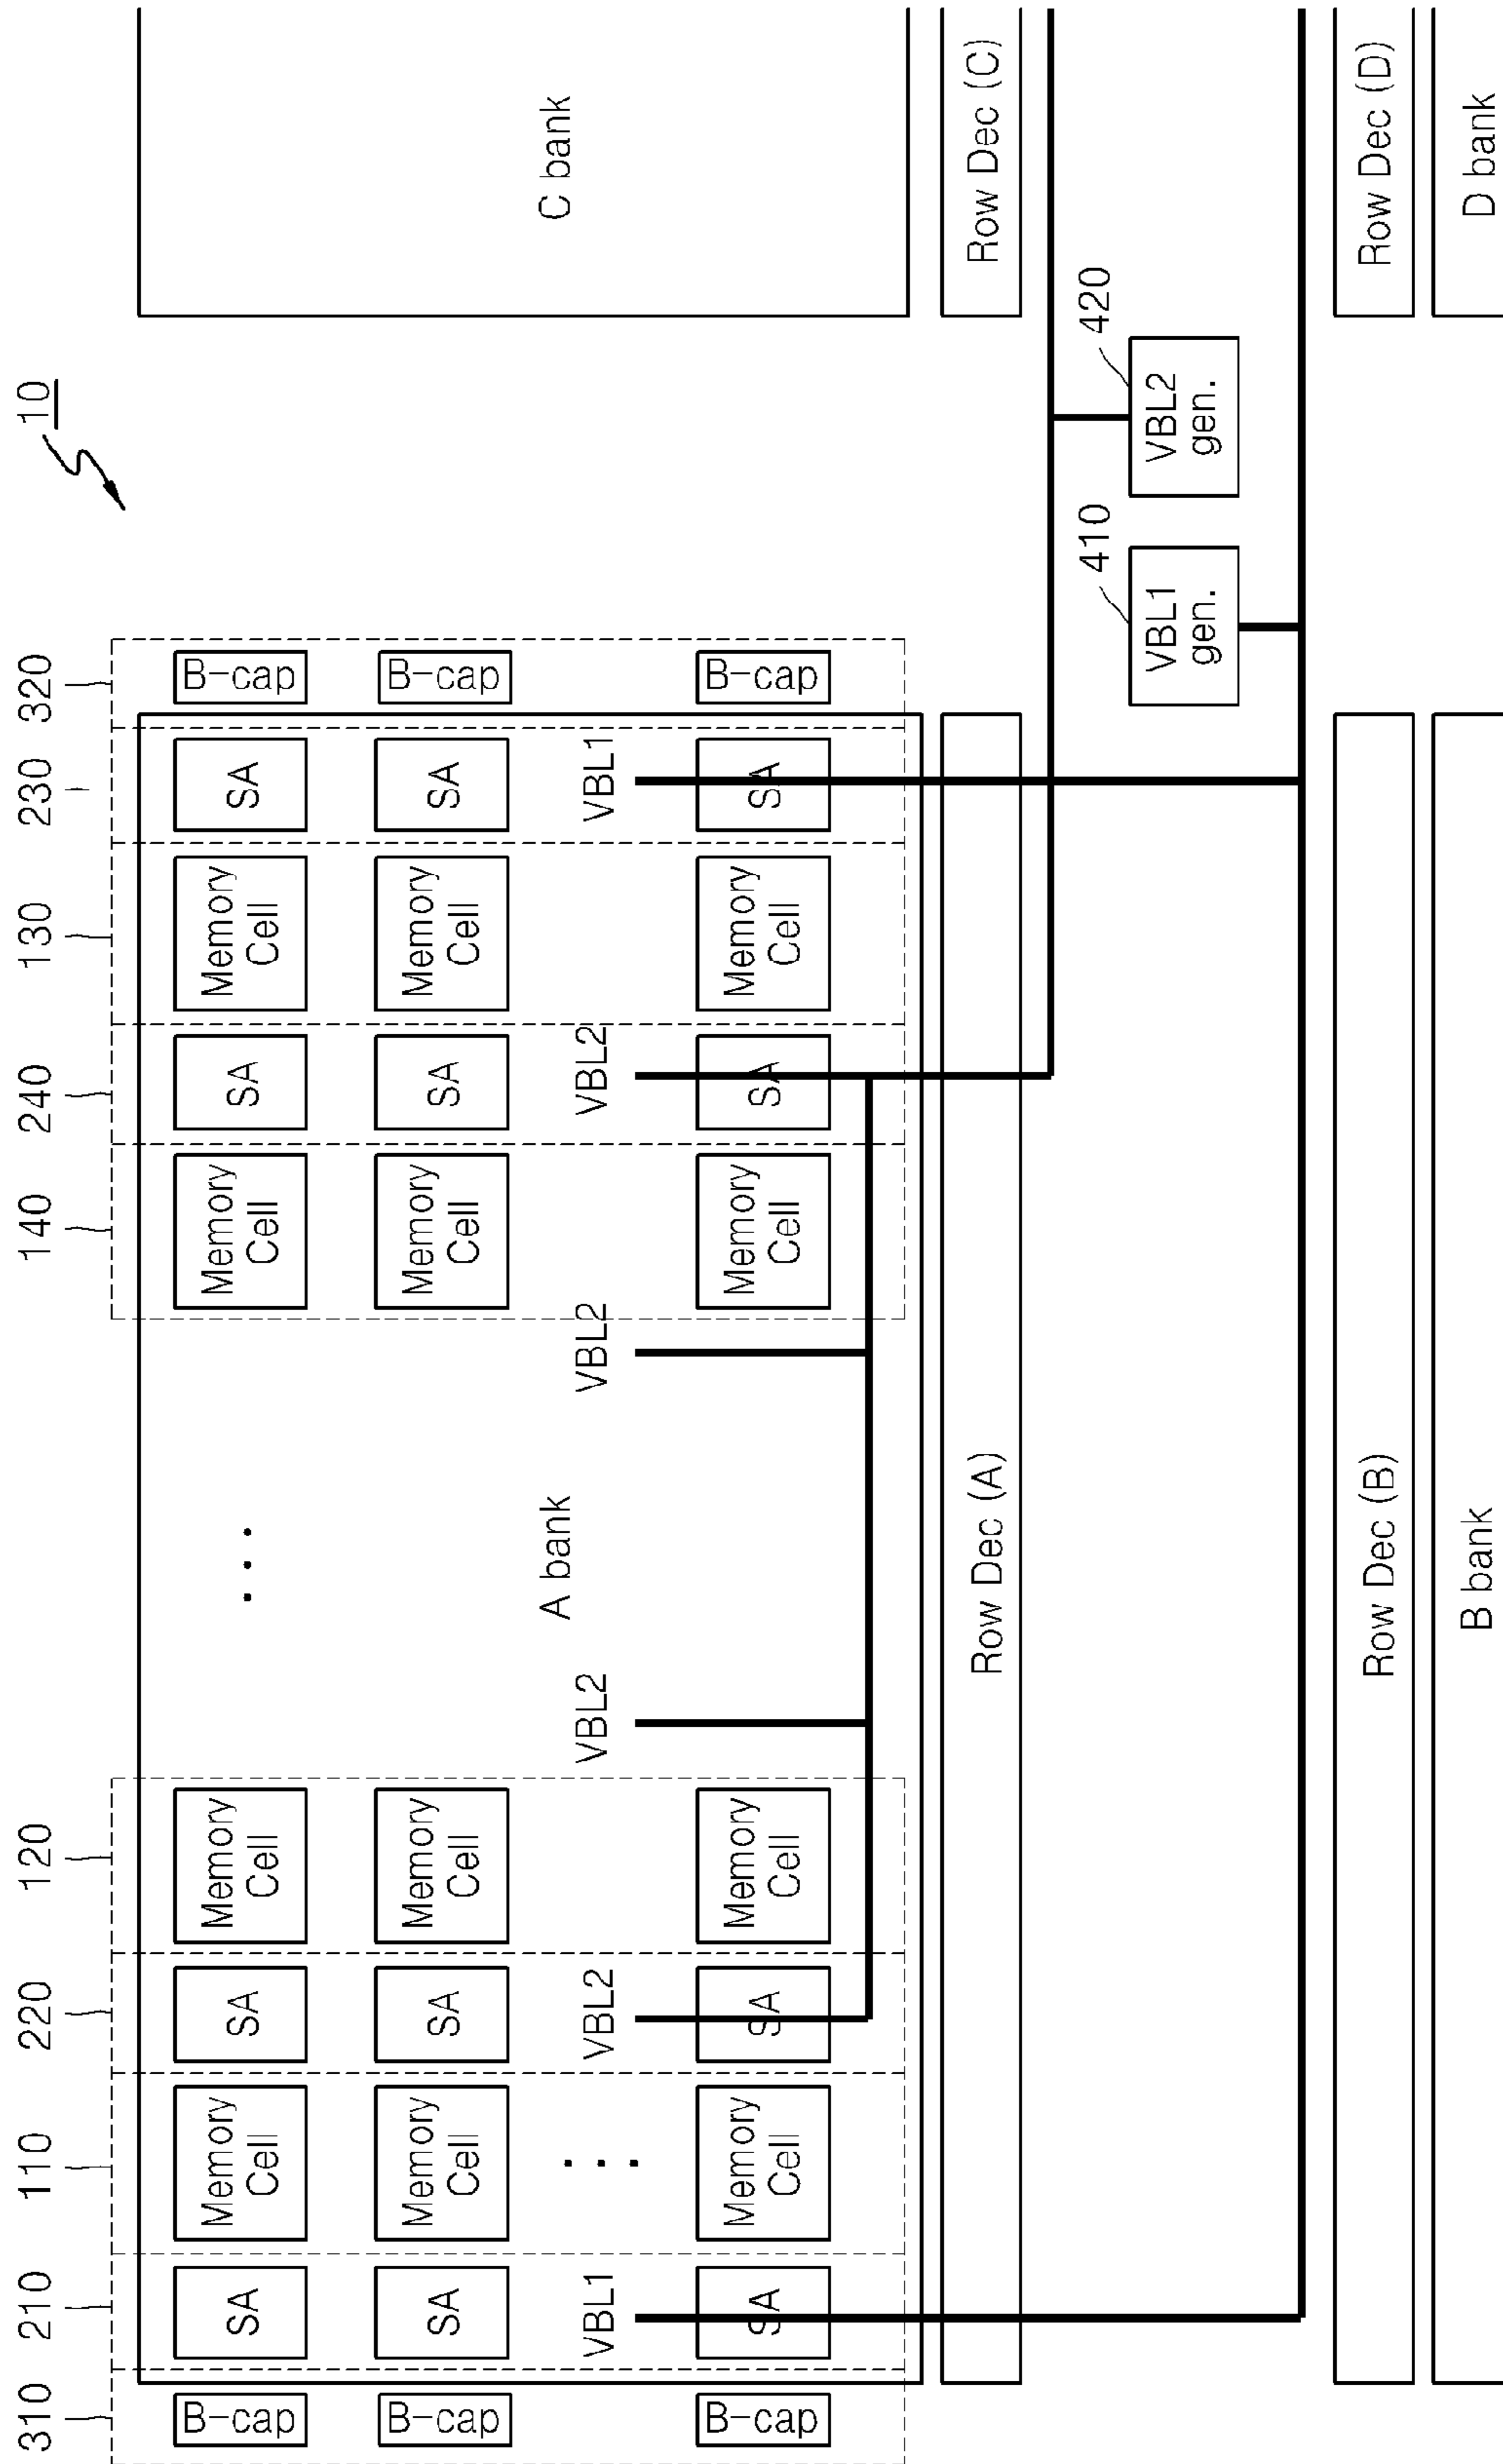 310 210 110 220 120 140 240 130 230 320 10
B-cap
SA
Memory
Cell
SA
Memory
Cell
. . .
Memory
Cell
SA
Memory
Cell
SA
B-cap
B-cap
SA
Memory
Cell
SA
Memory
Cell
Memory
Cell
SA
Memory
Cell
SA
B-cap
A bank
C bank
VBL1
. . .
VBL2
VBL2
VBL2
VBL2
VBL1
B-cap
SA
Memory
Cell
SA
Memory
Cell
Memory
Cell
SA
Memory
Cell
SA
B-cap
Row Dec (A)
Row Dec (C)
410
420
VBL1
gen.
VBL2
gen.
Row Dec (B)
Row Dec (D)
B bank
D bank